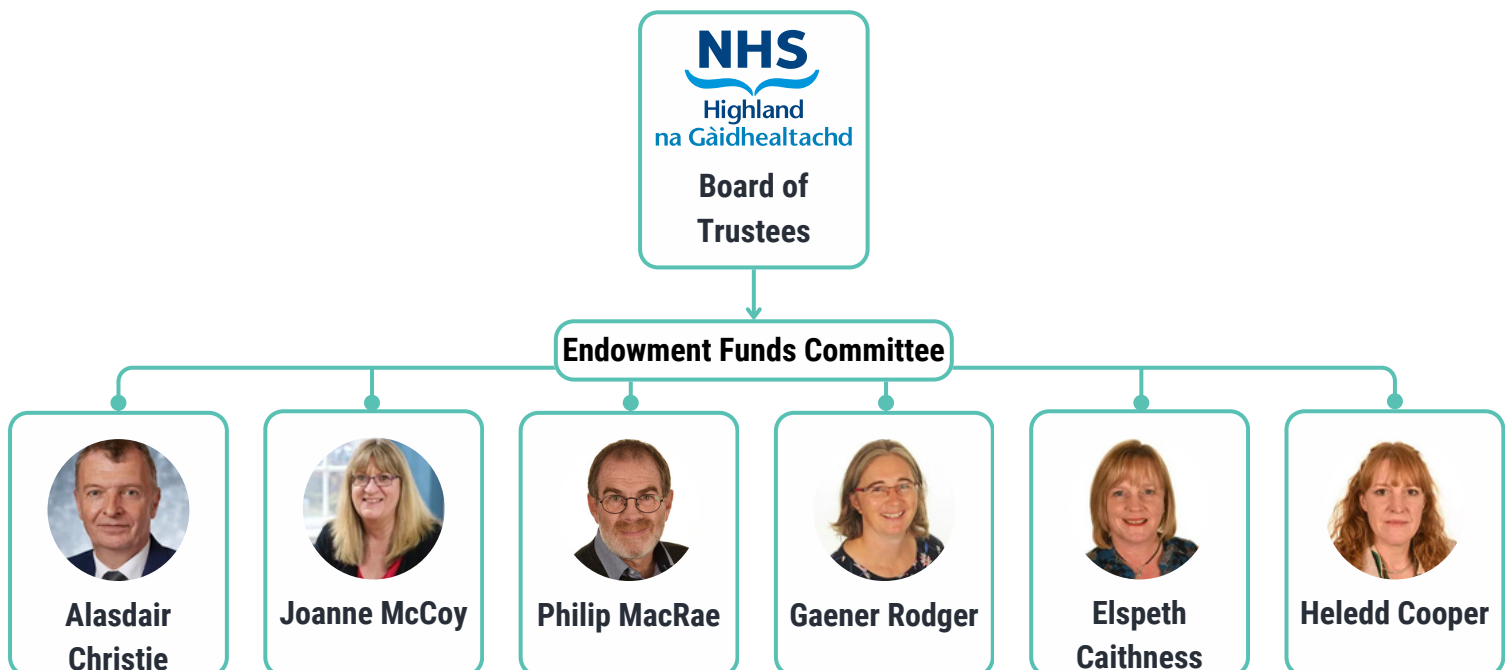 NHS
Highland
na Gàidhealtachd
Board of
Trustees
Endowment Funds Committee
Alasdair
Christie
Joanne McCoy
Philip MacRae
Gaener Rodger
Elspeth
Caithness
Heledd Cooper